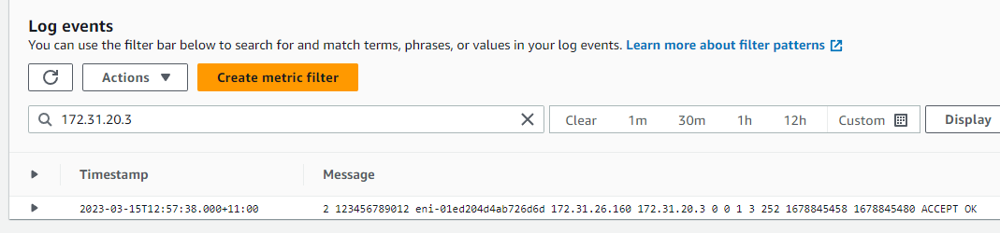 Log events
You can use the filter bar below to search for and match terms, phrases, or values in your log events. Learn more about filter patterns
Actions
Create metric filter
172.31.20.3
Clear 1m 30m 1h 12h Custom Display
Timestamp Message
2023-03-15T12:57:38.000+11:00 2 123456789012 eni-01ed204d4ab726d6d 172.31.26.160 172.31.20.3 0 0 1 3 252 1678845458 1678845480 ACCEPT OK